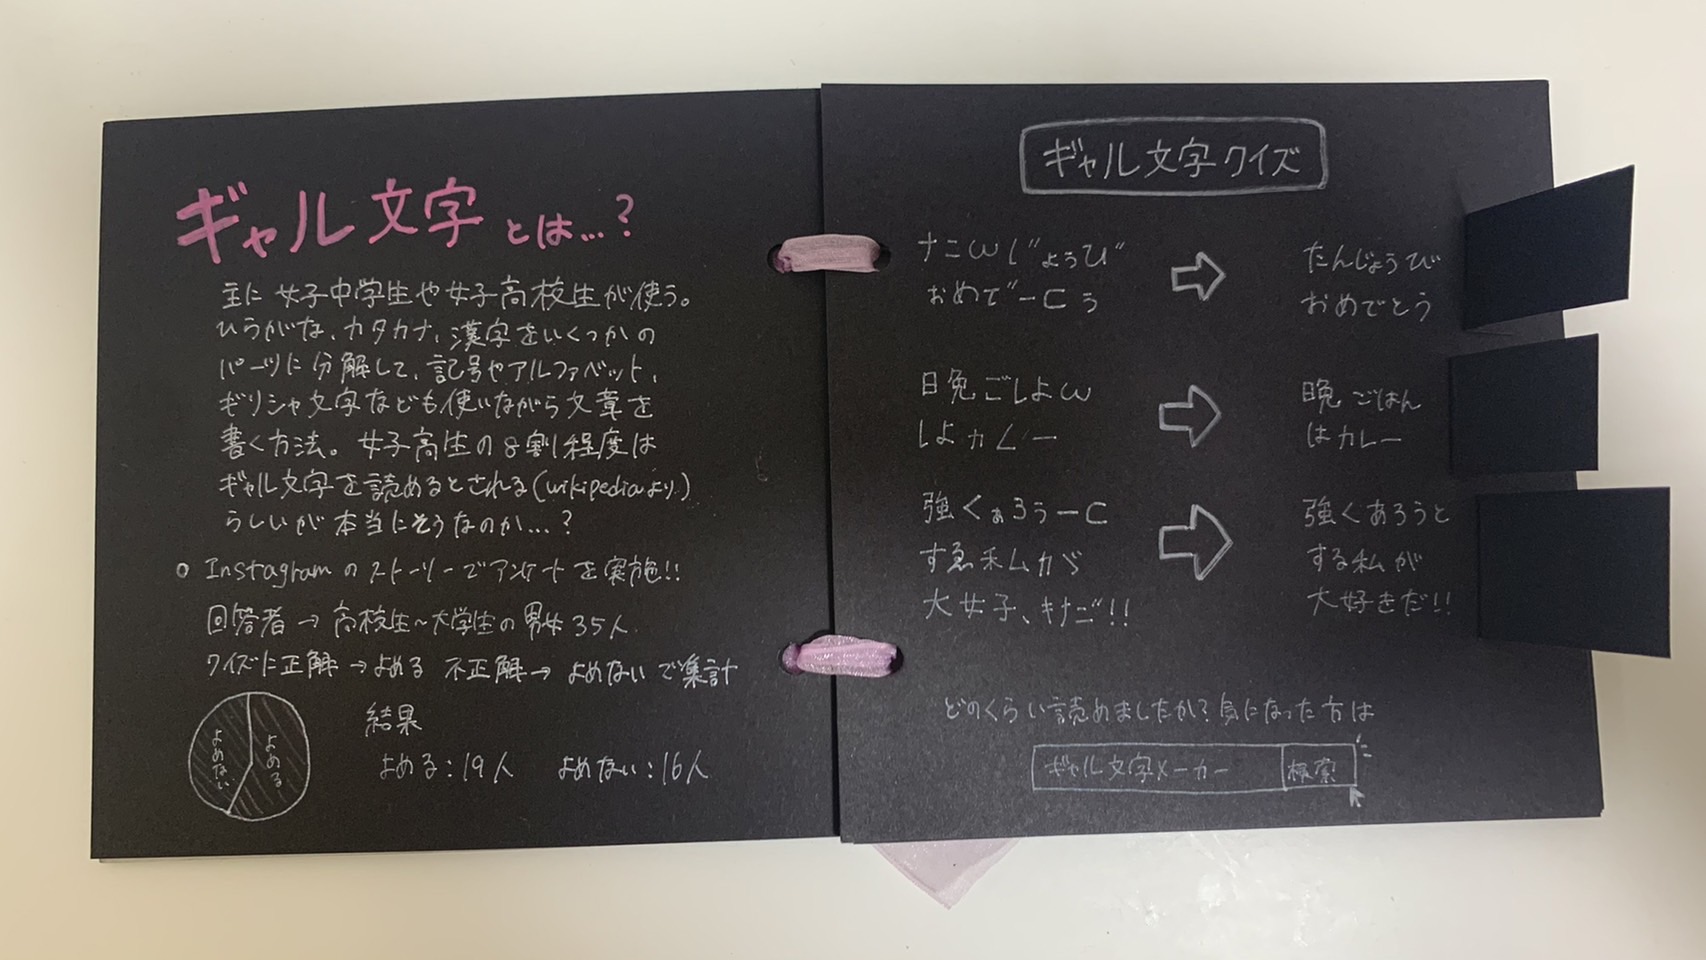 ギャル文字とは…?
主に女子中学生や女子高校生が使う。
ひらがな、カタカナ、漢字をいくつかの
パーツに分解して、記号やアルファベット、
ギリシャ文字なども使いながら文章を
書く方法。女子高生の8割程度は
ギャル文字を読めるとされる(wikipediaより)
らしいが本当にそうなのか…?
○ Instagramのストーリーでアンケートを実施!!
回答者→高校生~大学生の男女35人
クイズに正解→よめる 不正解→よめないで集計
結果
よめる:19人 よめない:16人
よめない
よめる
ギャル文字クイズ
ナニωι゛ょぅひ゛
ぉめで゛ー⊂ぅ
⇨
たんじょうび
おめでとう
日免ごしよω
しよカ∠ー
⇨
晩ごはん
はカレー
強くぁろぅー⊂
すゑ禾ムカヾ
大女子、キナご!!
⇨
強くあろうと
する私が
大好きだ!!
どのくらい読めましたか?気になった方は
ギャル文字メーカー 検索